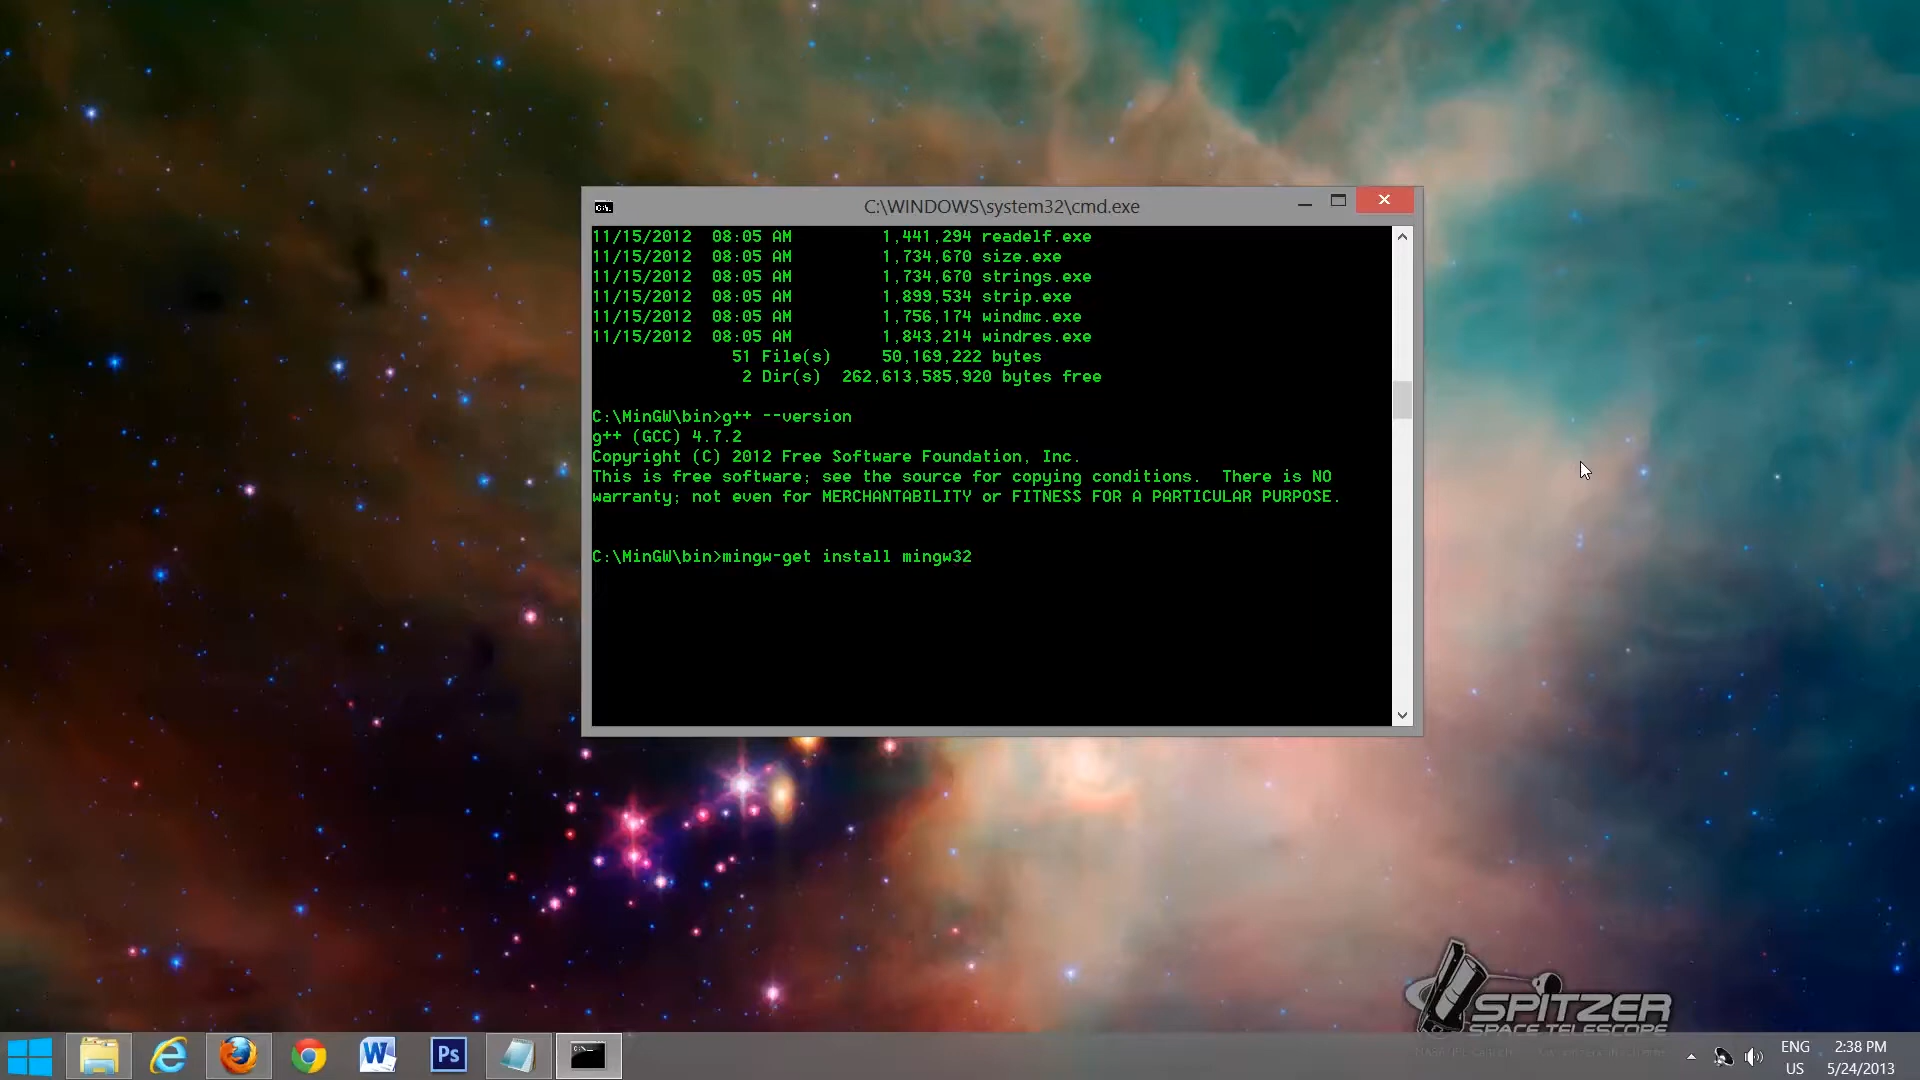 C:\WINDOWS\system32\cmd.exe
11/15/2012  08:05 AM         1,441,294 readelf.exe
11/15/2012  08:05 AM         1,734,670 size.exe
11/15/2012  08:05 AM         1,734,670 strings.exe
11/15/2012  08:05 AM         1,899,534 strip.exe
11/15/2012  08:05 AM         1,756,174 windmc.exe
11/15/2012  08:05 AM         1,843,214 windres.exe
51 File(s)     50,169,222 bytes
2 Dir(s)  262,613,585,920 bytes free
C:\MinGW\bin>g++ --version
g++ (GCC) 4.7.2
Copyright (C) 2012 Free Software Foundation, Inc.
This is free software; see the source for copying conditions.  There is NO
warranty; not even for MERCHANTABILITY or FITNESS FOR A PARTICULAR PURPOSE.
C:\MinGW\bin>mingw-get install mingw32
SPITZER
SPACE TELESCOPE
Ps
ENG
US
2:38 PM
5/24/2013